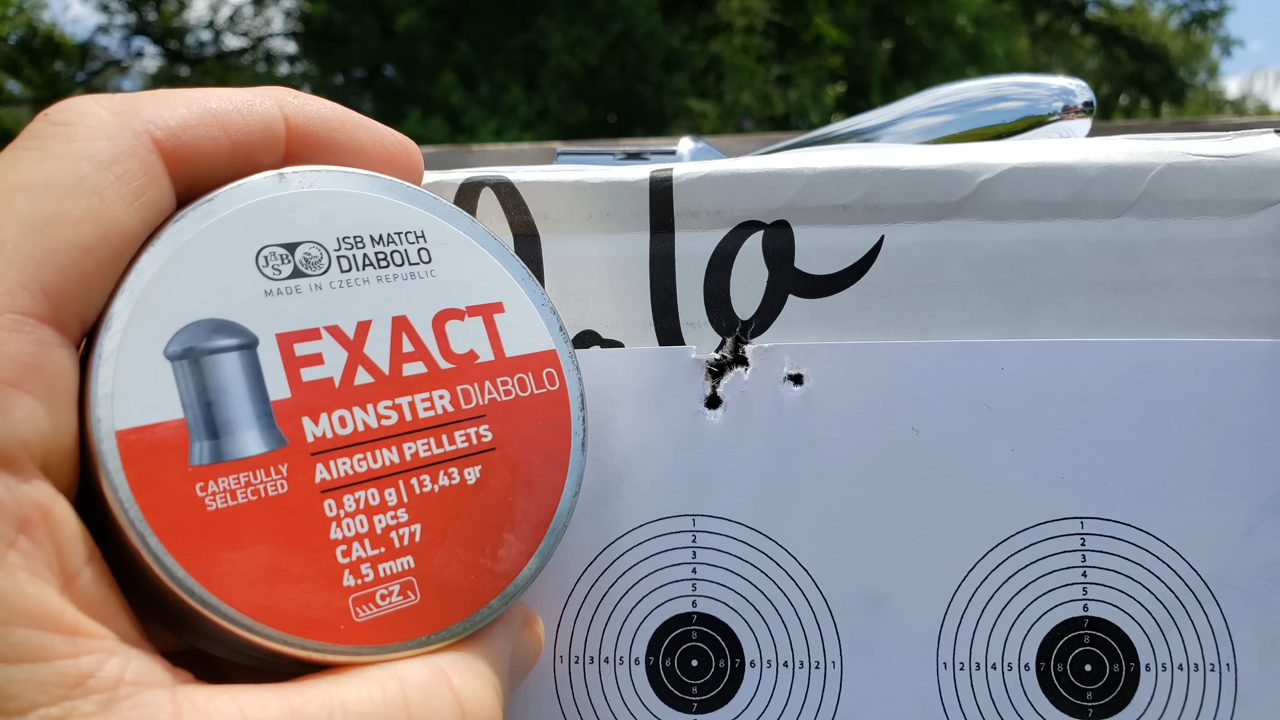 JSB
JSB MATCH
DIABOLO
MADE IN CZECH REPUBLIC
EXACT
MONSTER DIABOLO
AIRGUN PELLETS
CAREFULLY
SELECTED
0,870 g | 13,43 gr
400 pcs
CAL. 177
4.5 mm
CZ
lo
1
2
3
4
5
6
7
8
1 2 3 4 5 6 7 8 8 7 6 5 4 3 2 1
8
7
1
2
3
4
5
6
7
8
1 2 3 4 5 6 7 8 8 7 6 5 4 3 2 1
8
7